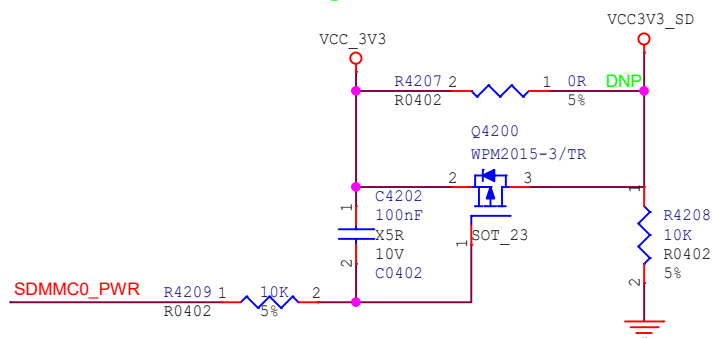 VCC_3V3
VCC3V3_SD
R4207 2 1 0R DNP
R0402 5%
Q4200
WPM2015-3/TR
2 3
1 C4202
100nF
X5R
10V
2 C0402
1 SOT_23
1
R4208
10K
R0402
5%
2
SDMMC0_PWR R4209 1 10K 2
R0402 5%